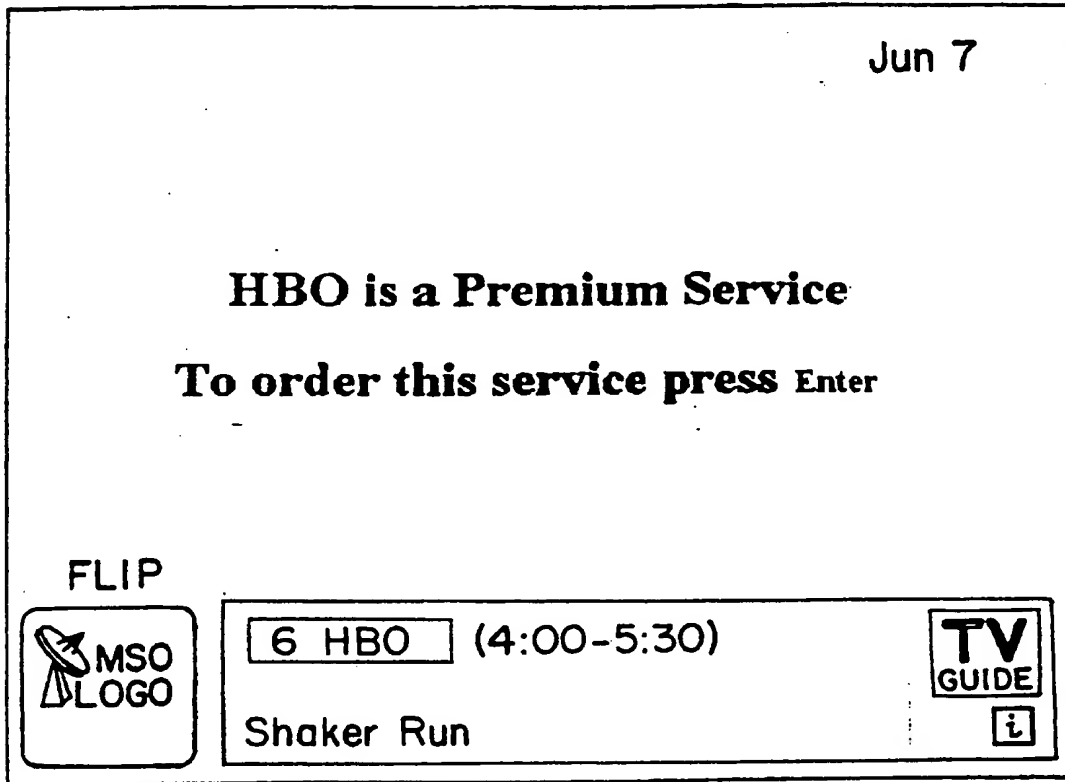 Jun 7
HBO is a Premium Service
To order this service press Enter
FLIP
MSO
LOGO
6 HBO (4:00-5:30)
Shaker Run
TV
GUIDE
i